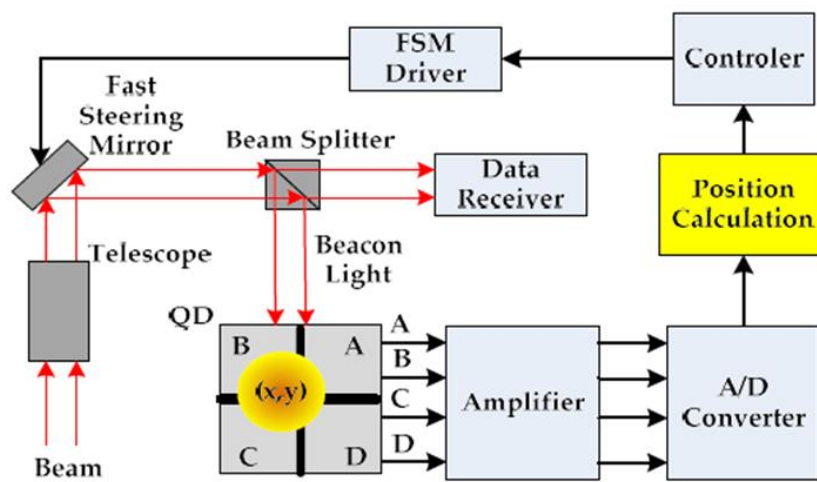 FSM
Driver
Controler
Fast
Steering
Mirror
Beam Splitter
Data
Receiver
Position
Calculation
Telescope
Beacon
Light
QD
B
A
(x,y)
C
D
A
B
C
D
Amplifier
A/D
Converter
Beam